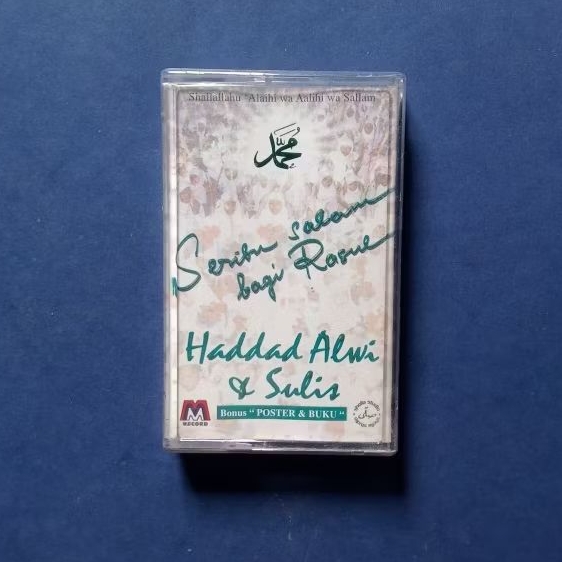 Shallallahu 'Alaihi wa Aalihi wa Sallam
محمد
Seribu salam
bagi Rasul
Haddad Alwi
& Sulis
Bonus " POSTER & BUKU "
M
RECORD